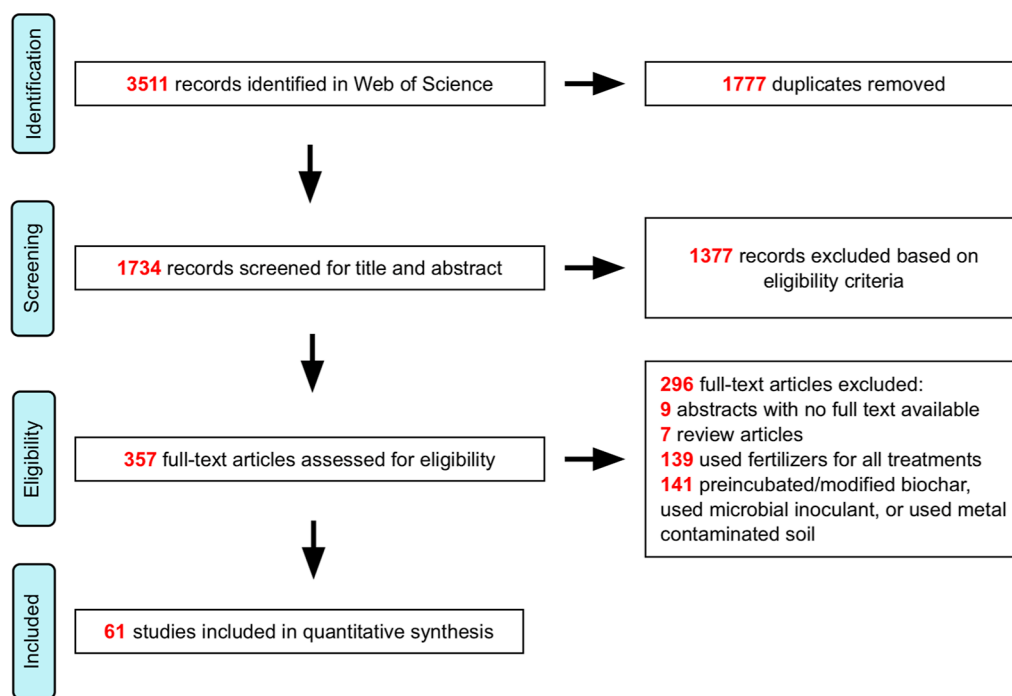 Identification
3511 records identified in Web of Science
1777 duplicates removed
Screening
1734 records screened for title and abstract
1377 records excluded based on
eligibility criteria
Eligibility
357 full-text articles assessed for eligibility
296 full-text articles excluded:
9 abstracts with no full text available
7 review articles
139 used fertilizers for all treatments
141 preincubated/modified biochar,
used microbial inoculant, or used metal
contaminated soil
Included
61 studies included in quantitative synthesis